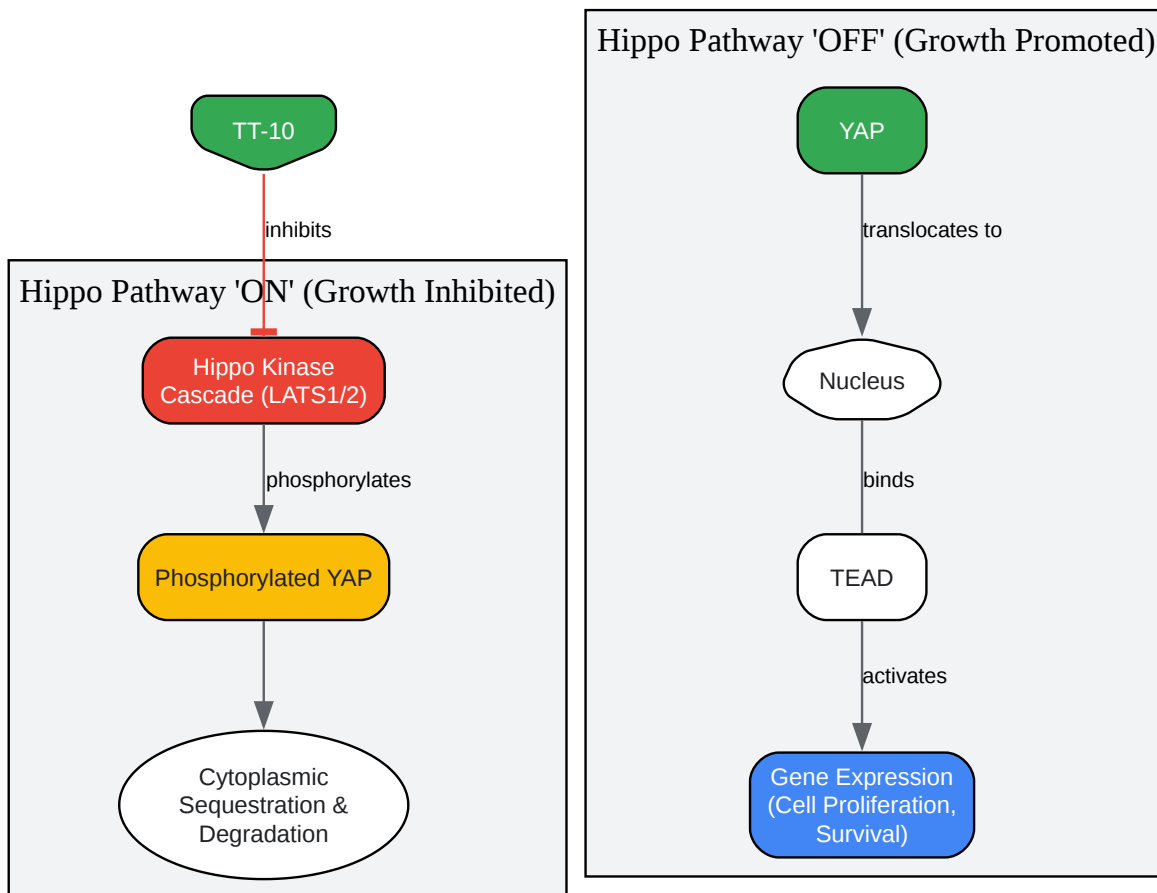 TT-10
inhibits
Hippo Pathway 'ON' (Growth Inhibited)
Hippo Kinase
Cascade (LATS1/2)
phosphorylates
Phosphorylated YAP
Cytoplasmic
Sequestration &
Degradation
Hippo Pathway 'OFF' (Growth Promoted)
YAP
translocates to
Nucleus
binds
TEAD
activates
Gene Expression
(Cell Proliferation,
Survival)